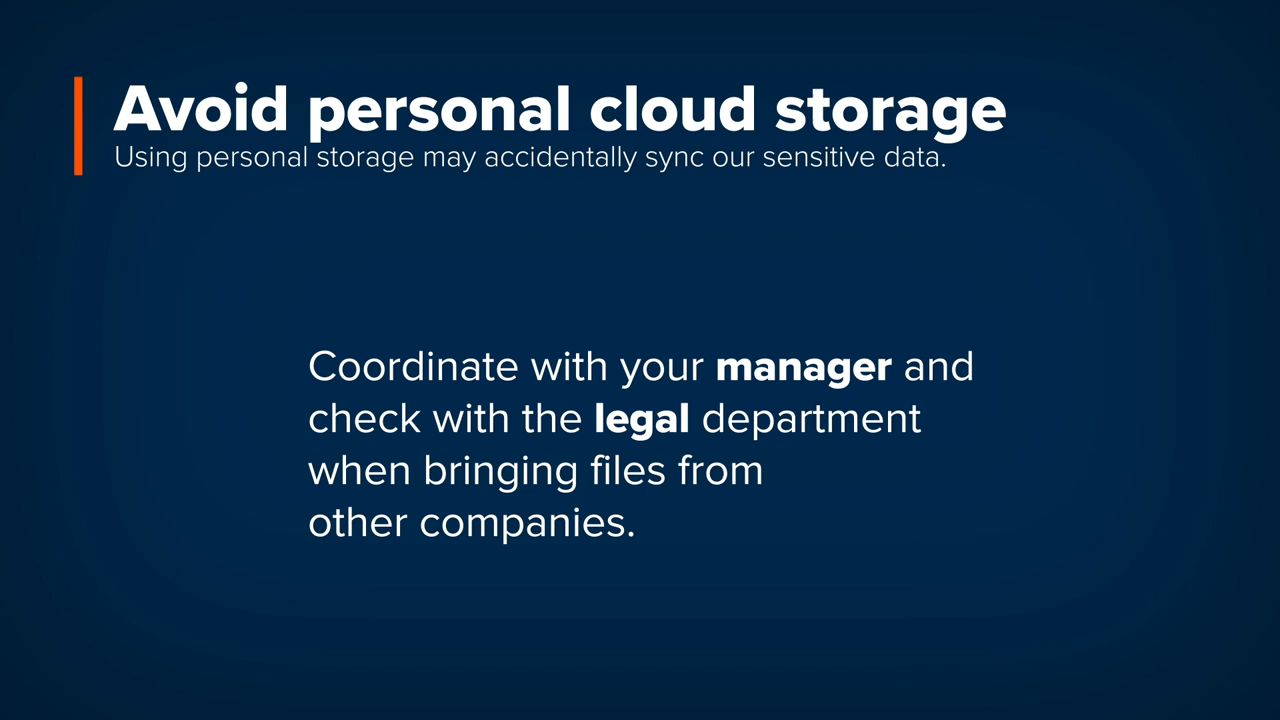 Avoid personal cloud storage
Using personal storage may accidentally sync our sensitive data.
Coordinate with your manager and
check with the legal department
when bringing files from
other companies.